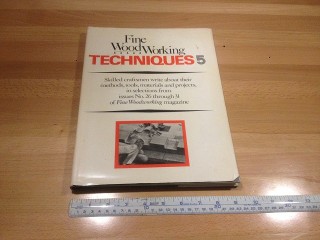 Fine
WoodWorking
TECHNIQUES 5
Skilled craftsmen write about their
methods, tools, materials and projects,
in selections from
issues No. 26 through 31
of Fine Woodworking magazine